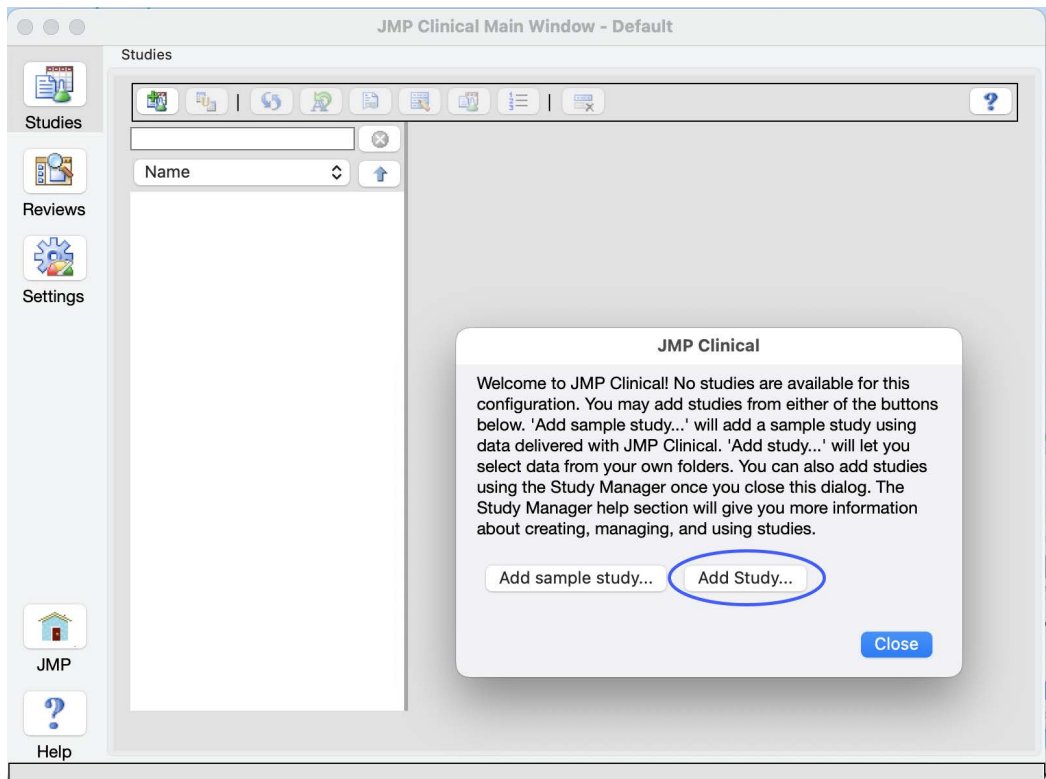 JMP Clinical Main Window - Default
Studies
Studies
?
Name
Reviews
Settings
JMP Clinical
Welcome to JMP Clinical! No studies are available for this
configuration. You may add studies from either of the buttons
below. 'Add sample study...' will add a sample study using
data delivered with JMP Clinical. 'Add study...' will let you
select data from your own folders. You can also add studies
using the Study Manager once you close this dialog. The
Study Manager help section will give you more information
about creating, managing, and using studies.
Add sample study...
Add Study...
Close
JMP
?
Help